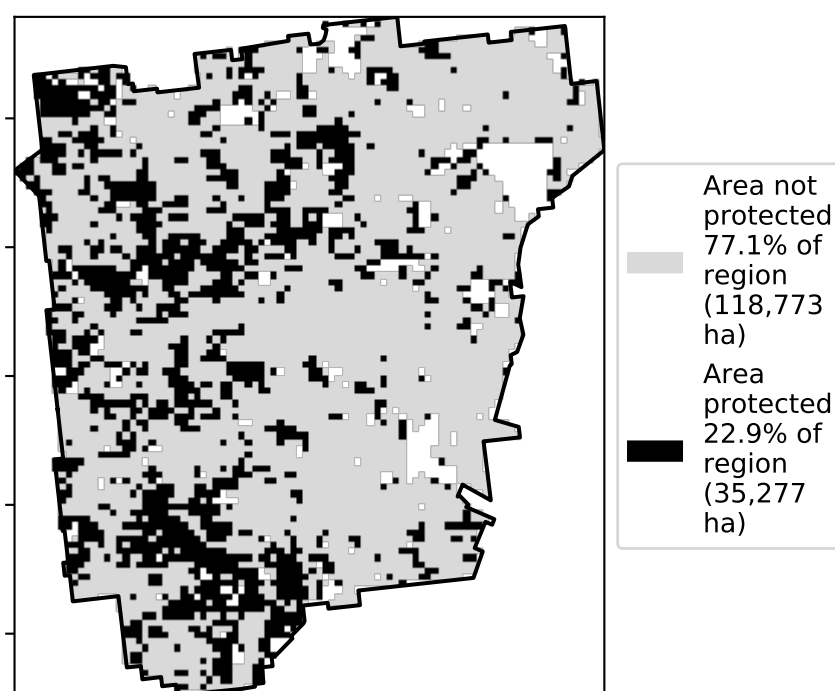 Area not
protected
77.1% of
region
(118,773
ha)
Area
protected
22.9% of
region
(35,277
ha)